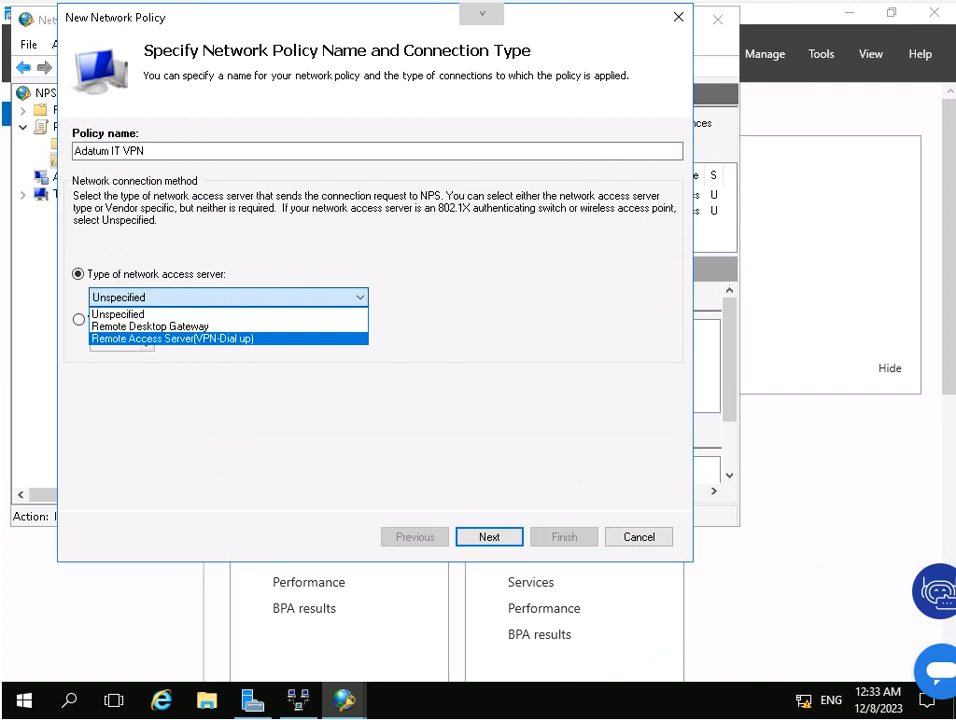 New Network Policy
Specify Network Policy Name and Connection Type
You can specify a name for your network policy and the type of connections to which the policy is applied.
Policy name:
Adatum IT VPN
Network connection method
Select the type of network access server that sends the connection request to NPS. You can select either the network access server
type or Vendor specific, but neither is required. If your network access server is an 802.1X authenticating switch or wireless access point,
select Unspecified.
Type of network access server:
Unspecified
Unspecified
Remote Desktop Gateway
Remote Access Server(VPN-Dial up)
Previous
Next
Finish
Cancel
File
NPS
Action:
S
U
U
Manage
Tools
View
Help
Hide
Performance
BPA results
Services
Performance
BPA results
ENG
12:33 AM
12/8/2023